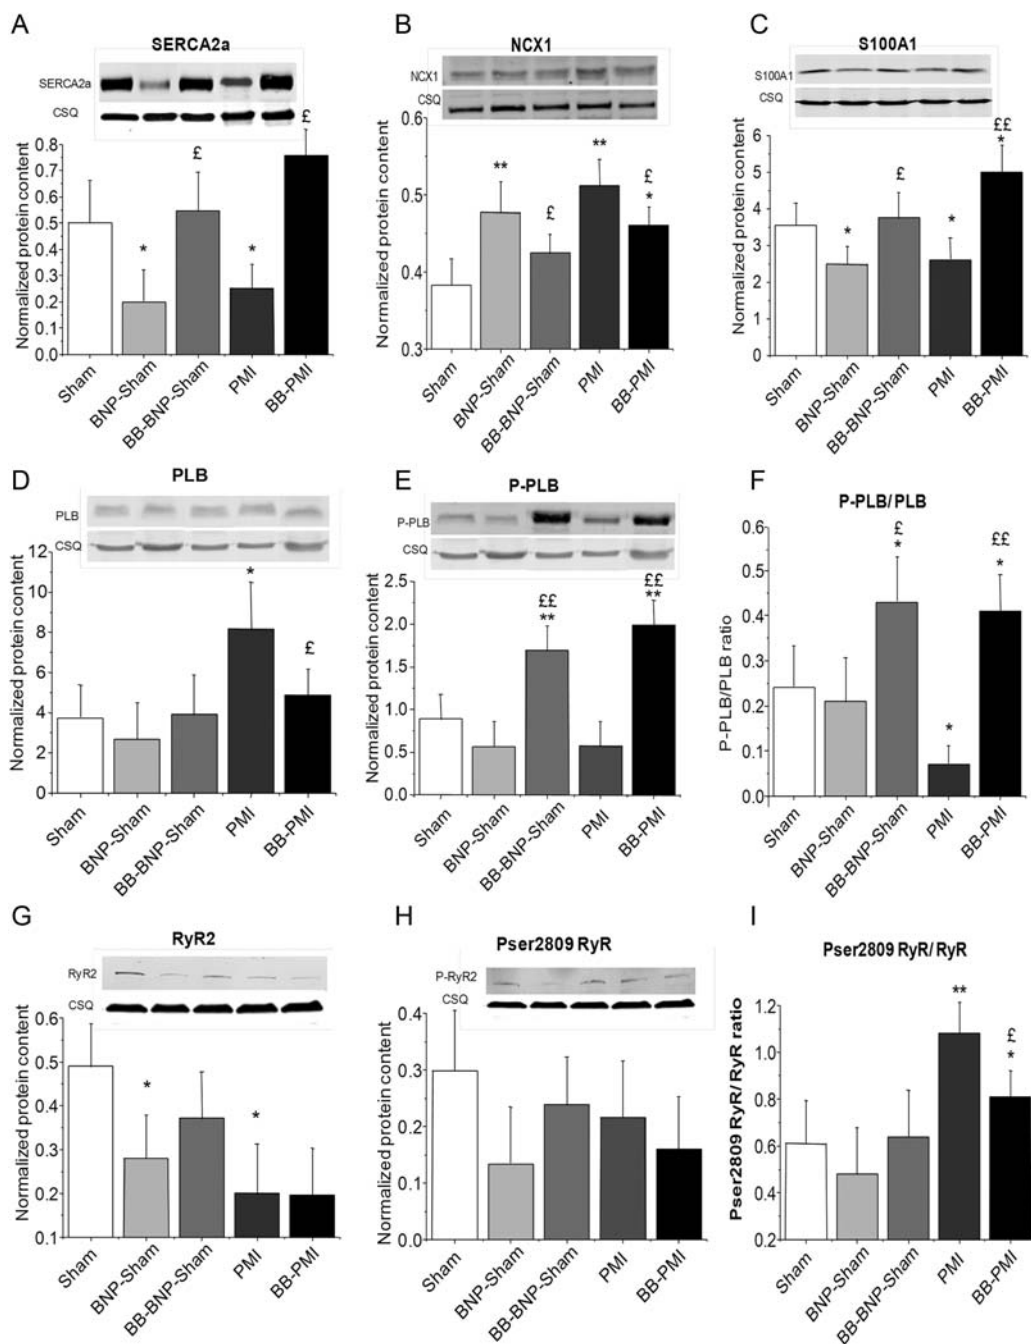 A
SERCA2a
SERCA2a
CSQ
Normalized protein content
0.8
0.7
0.6
0.5
0.4
0.3
0.2
0.1
0.0
*
£
*
£
Sham
BNP-Sham
BB-BNP-Sham
PMI
BB-PMI
B
NCX1
NCX1
CSQ
Normalized protein content
0.6
0.5
0.4
0.3
**
£
**
£
*
Sham
BNP-Sham
BB-BNP-Sham
PMI
BB-PMI
C
S100A1
S100A1
CSQ
Normalized protein content
6
5
4
3
2
1
0
*
£
*
££
*
Sham
BNP-Sham
BB-BNP-Sham
PMI
BB-PMI
D
PLB
PLB
CSQ
Normalized protein content
12
10
8
6
4
2
0
*
£
Sham
BNP-Sham
BB-BNP-Sham
PMI
BB-PMI
E
P-PLB
P-PLB
CSQ
Normalized protein content
2.5
2.0
1.5
1.0
0.5
0.0
££
**
££
**
Sham
BNP-Sham
BB-BNP-Sham
PMI
BB-PMI
F
P-PLB/PLB
P-PLB/PLB ratio
0.6
0.5
0.4
0.3
0.2
0.1
0.0
£
*
*
££
*
Sham
BNP-Sham
BB-BNP-Sham
PMI
BB-PMI
G
RyR2
RyR2
CSQ
Normalized protein content
0.6
0.5
0.4
0.3
0.2
0.1
*
*
Sham
BNP-Sham
BB-BNP-Sham
PMI
BB-PMI
H
Pser2809 RyR
P-RyR2
CSQ
Normalized protein content
0.4
0.3
0.2
0.1
0.0
Sham
BNP-Sham
BB-BNP-Sham
PMI
BB-PMI
I
Pser2809 RyR/ RyR
Pser2809 RyR/ RyR ratio
1.2
1.0
0.8
0.6
0.4
0.2
**
£
*
Sham
BNP-Sham
BB-BNP-Sham
PMI
BB-PMI